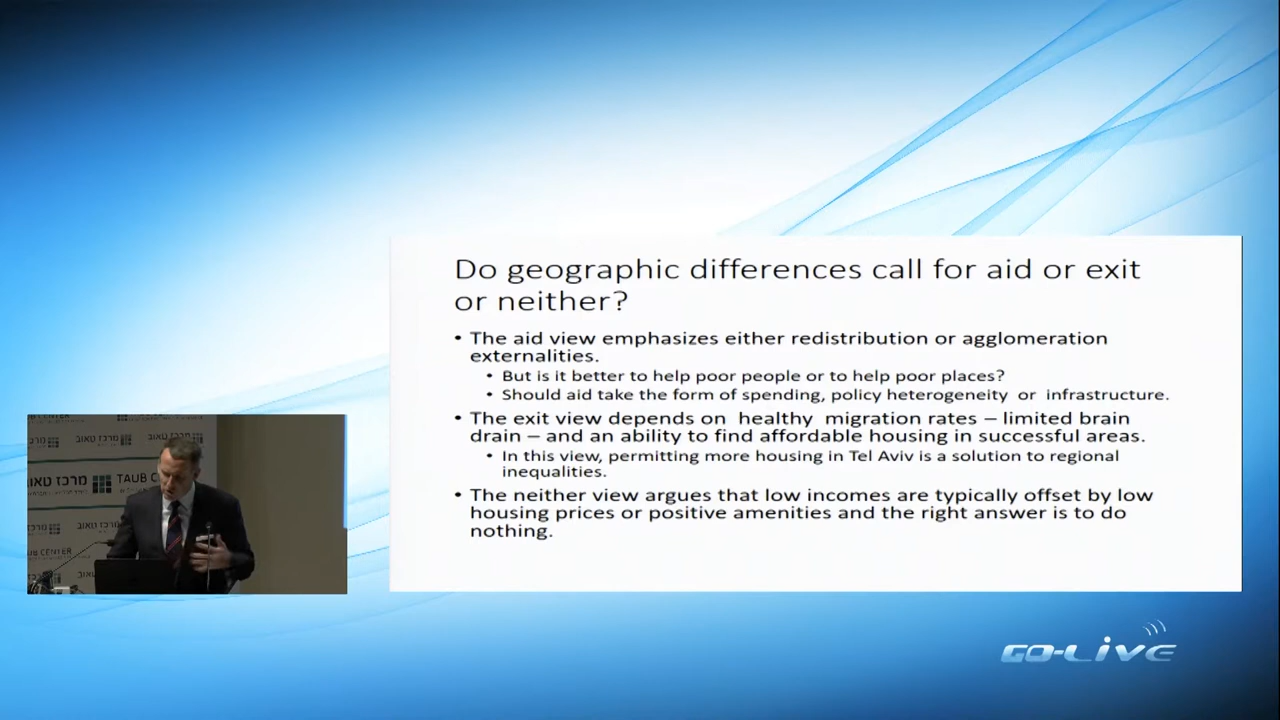 Do geographic differences call for aid or exit
or neither?
• The aid view emphasizes either redistribution or agglomeration
externalities.
• But is it better to help poor people or to help poor places?
• Should aid take the form of spending, policy heterogeneity or infrastructure.
• The exit view depends on healthy migration rates – limited brain
drain – and an ability to find affordable housing in successful areas.
• In this view, permitting more housing in Tel Aviv is a solution to regional
inequalities.
• The neither view argues that low incomes are typically offset by low
housing prices or positive amenities and the right answer is to do
nothing.
מרכז טאוב
מרכז טאוב
TAUB CENTER
מרכז טאוב
GO-LIVE